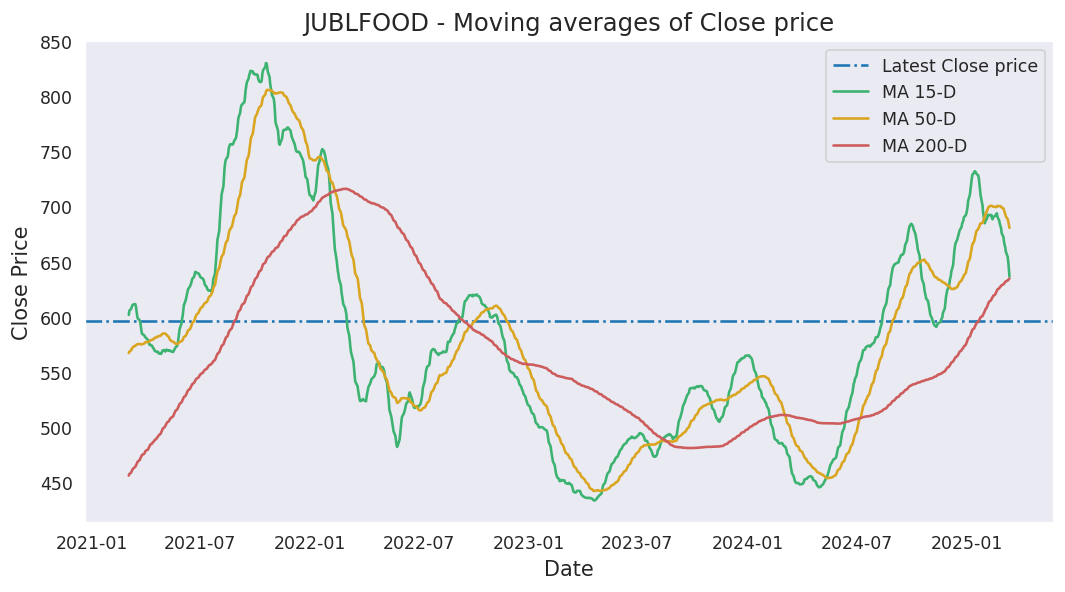 JUBLFOOD - Moving averages of Close price
Close Price
850
800
750
700
650
600
550
500
450
Latest Close price
MA 15-D
MA 50-D
MA 200-D
2021-01 2021-07 2022-01 2022-07 2023-01 2023-07 2024-01 2024-07 2025-01
Date